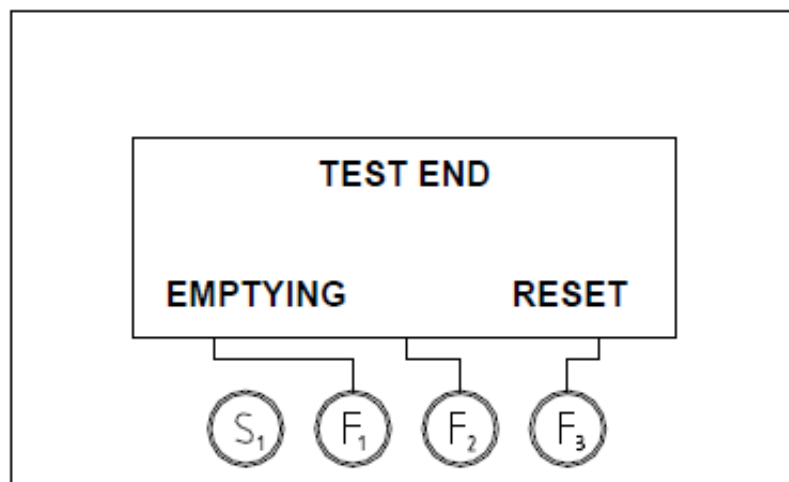 TEST END
EMPTYING RESET
S₁ F₁ F₂ F₃